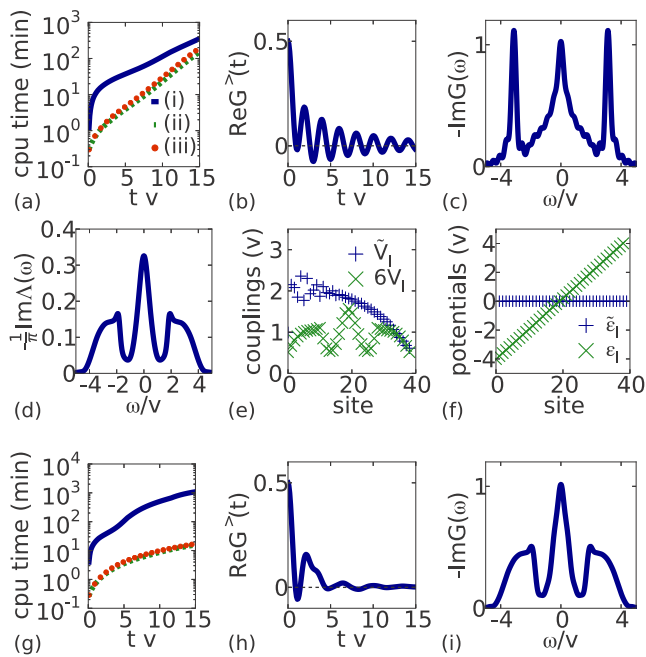 cpu time (min)
10³
10²
10¹
10⁰
10⁻¹
0 5 10 15
t v
(i)
(ii)
(iii)
(a)
ReG^>(t)
0.5
0
0 5 10 15
t v
(b)
-ImG(ω)
1
0
-4 0 4
ω/v
(c)
-1/π ImΛ(ω)
0.4
0.3
0.2
0.1
0
-4 -2 0 2 4
ω/v
(d)
couplings (v)
3
2
1
0
0 20 40
site
Ṽ_l
6V_l
(e)
potentials (v)
4
2
0
-2
-4
0 20 40
site
ε̃_l
ε_l
(f)
cpu time (min)
10⁴
10³
10²
10¹
10⁰
10⁻¹
0 5 10 15
t v
(g)
ReG^>(t)
0.5
0
0 5 10 15
t v
(h)
-ImG(ω)
1
0
-4 0 4
ω/v
(i)